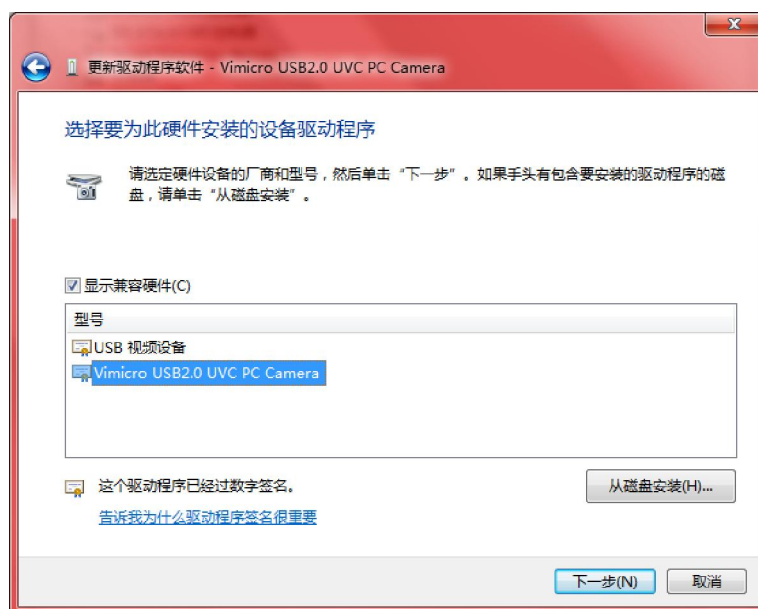 更新驱动程序软件 - Vimicro USB2.0 UVC PC Camera
选择要为此硬件安装的设备驱动程序
请选定硬件设备的厂商和型号，然后单击“下一步”。如果手头有包含要安装的驱动程序的磁
盘，请单击“从磁盘安装”。
显示兼容硬件(C)
型号
USB 视频设备
Vimicro USB2.0 UVC PC Camera
这个驱动程序已经过数字签名。
从磁盘安装(H)...
告诉我为什么驱动程序签名很重要
下一步(N)
取消